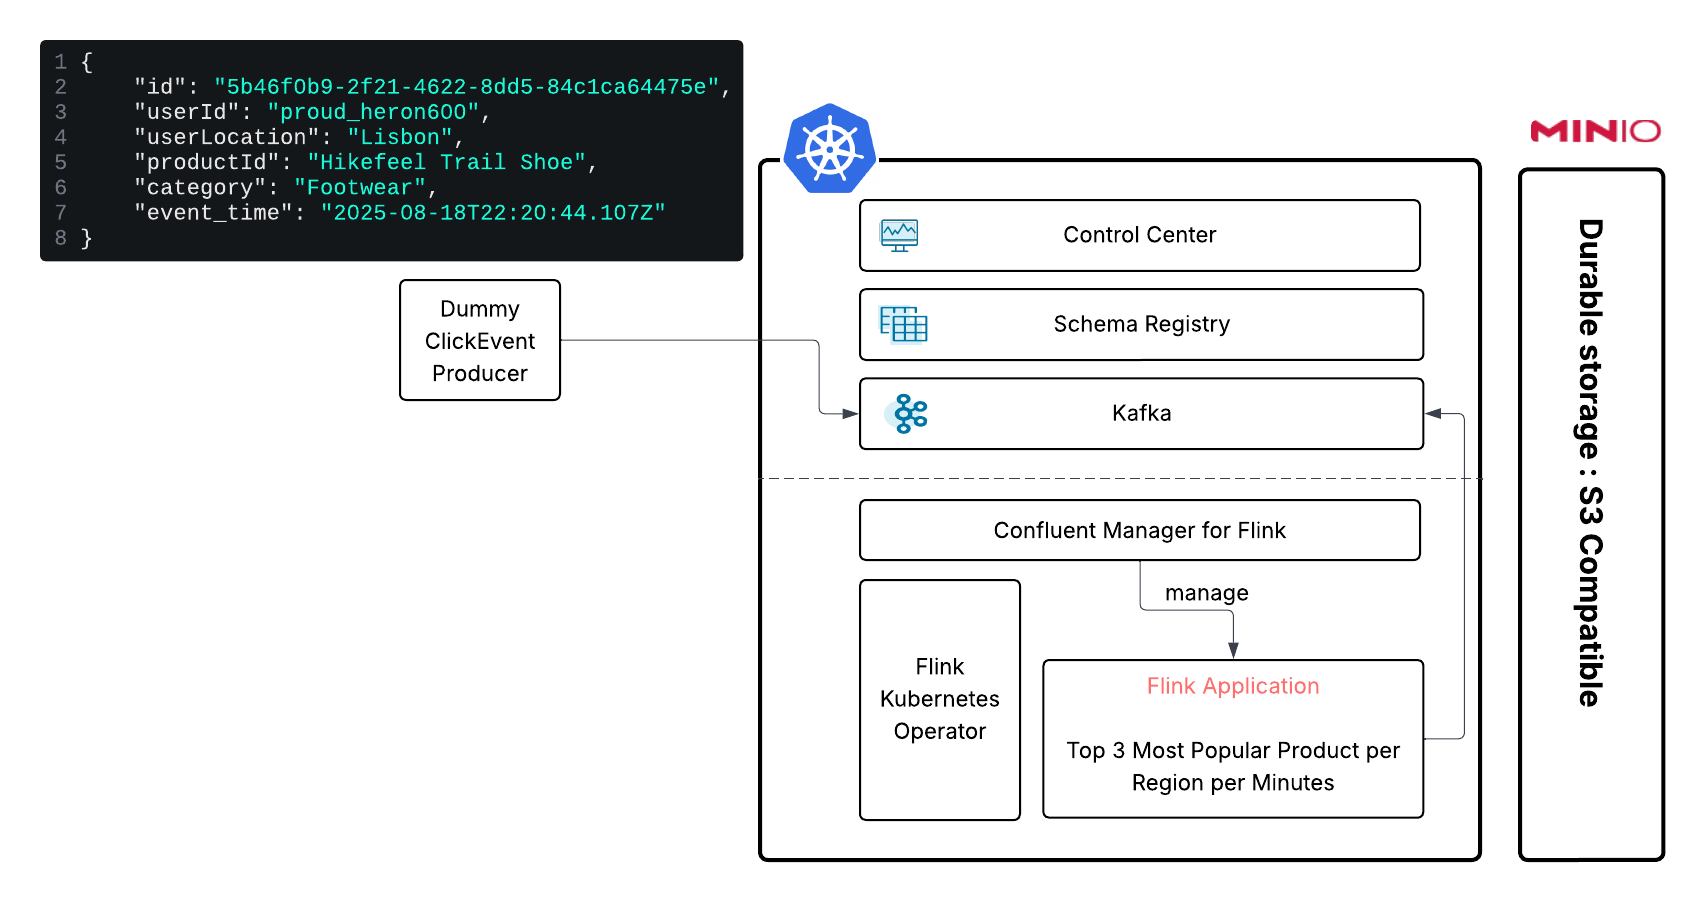 1 {
2 "id": "5b46f0b9-2f21-4622-8dd5-84c1ca64475e",
3 "userId": "proud_heron600",
4 "userLocation": "Lisbon",
5 "productId": "Hikefeel Trail Shoe",
6 "category": "Footwear",
7 "event_time": "2025-08-18T22:20:44.107Z"
8 }
Dummy
ClickEvent
Producer
Control Center
Schema Registry
Kafka
Confluent Manager for Flink
manage
Flink
Kubernetes
Operator
Flink Application
Top 3 Most Popular Product per
Region per Minutes
MINIO
Durable storage : S3 Compatible